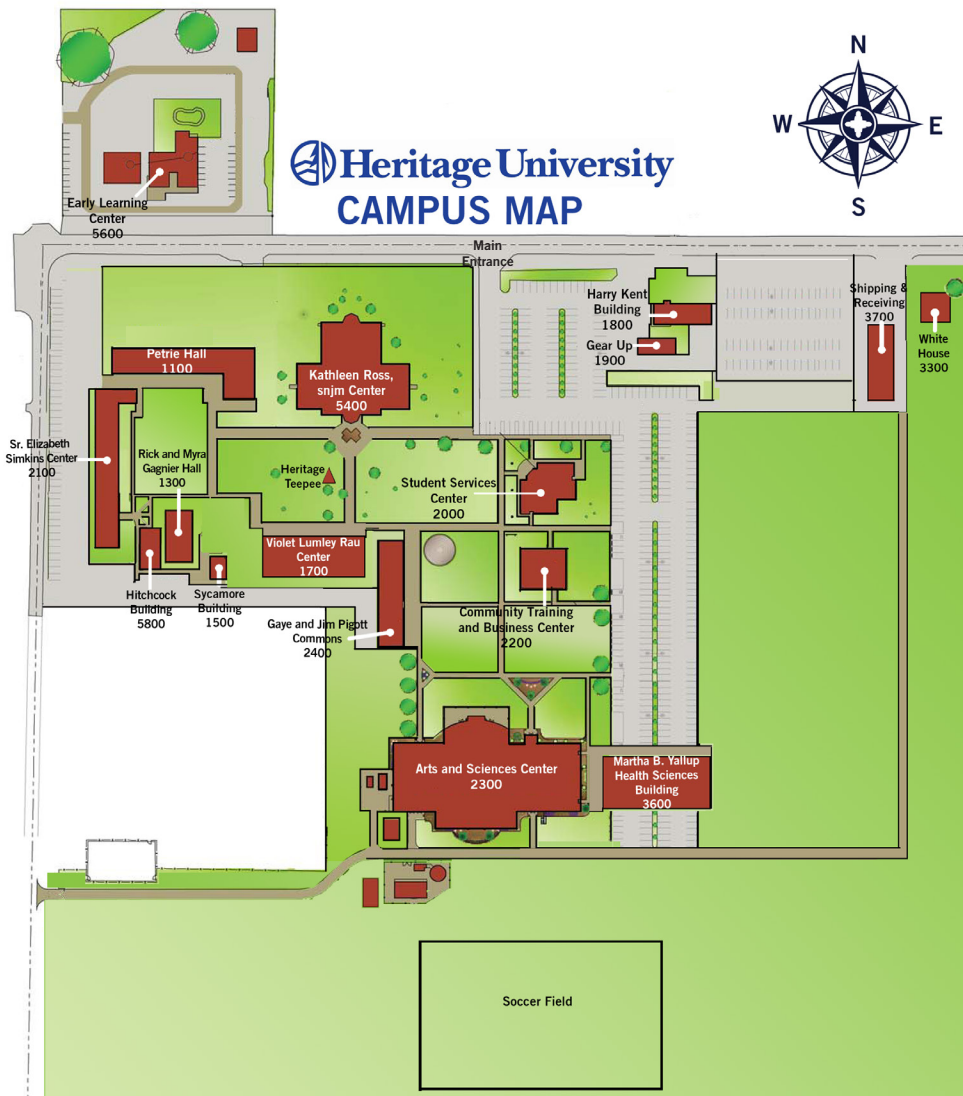 N
W
E
S
Heritage University
CAMPUS MAP
Early Learning
Center
5600
Main
Entrance
Harry Kent
Building
1800
Gear Up
1900
Shipping &
Receiving
3700
White
House
3300
Petrie Hall
1100
Kathleen Ross,
snjm Center
5400
Sr. Elizabeth
Simkins Center
2100
Rick and Myra
Gagnier Hall
1300
Heritage
Teepee
Student Services
Center
2000
Violet Lumley Rau
Center
1700
Hitchcock
Building
5800
Sycamore
Building
1500
Gaye and Jim Pigott
Commons
2400
Community Training
and Business Center
2200
Arts and Sciences Center
2300
Martha B. Yallup
Health Sciences
Building
3600
Soccer Field